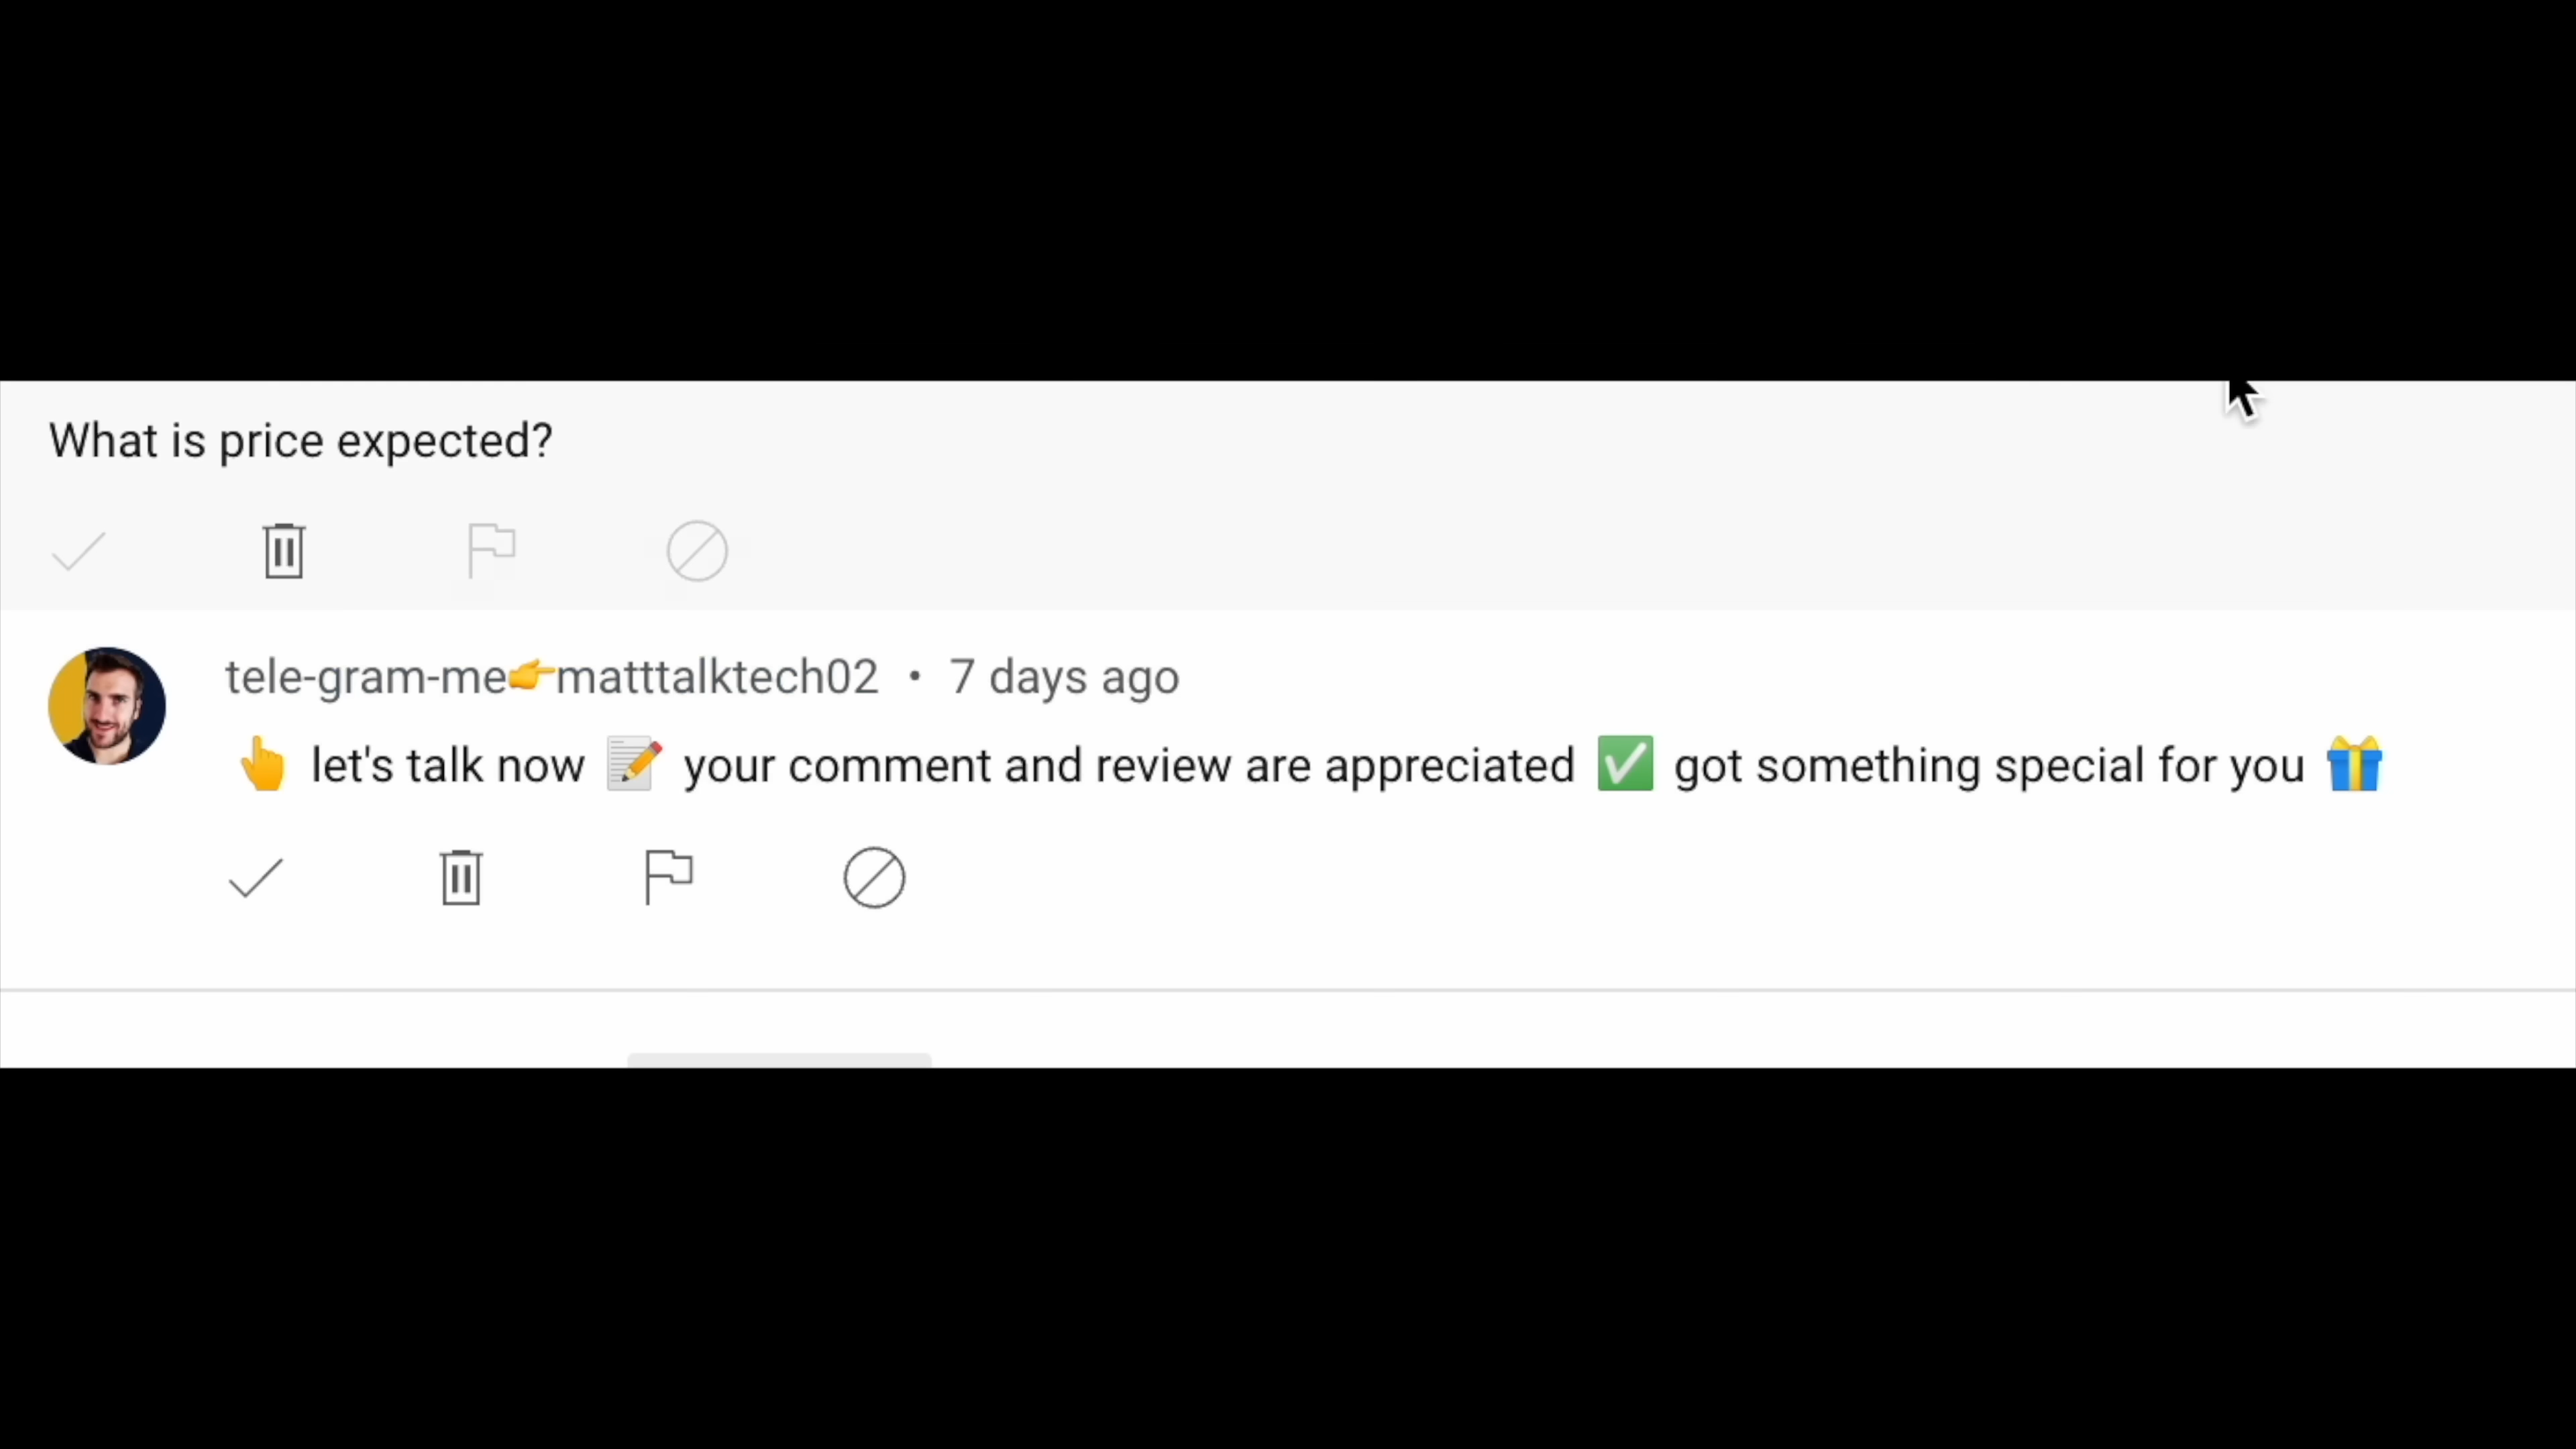 What is price expected?
tele-gram-me👉matttalktech02 • 7 days ago
👆 let's talk now 📝 your comment and review are appreciated ✅ got something special for you 🎁